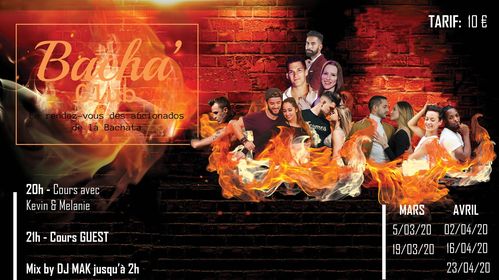 TARIF: 10 €
Bacha'
Club
Le rendez-vous des aficionados
de la Bachata
20h - Cours avec
Kevin & Melanie
21h - Cours GUEST
Mix by DJ MAK jusqu'à 2h
MARS
5/03/20
19/03/20
AVRIL
02/04/20
16/04/20
23/04/20